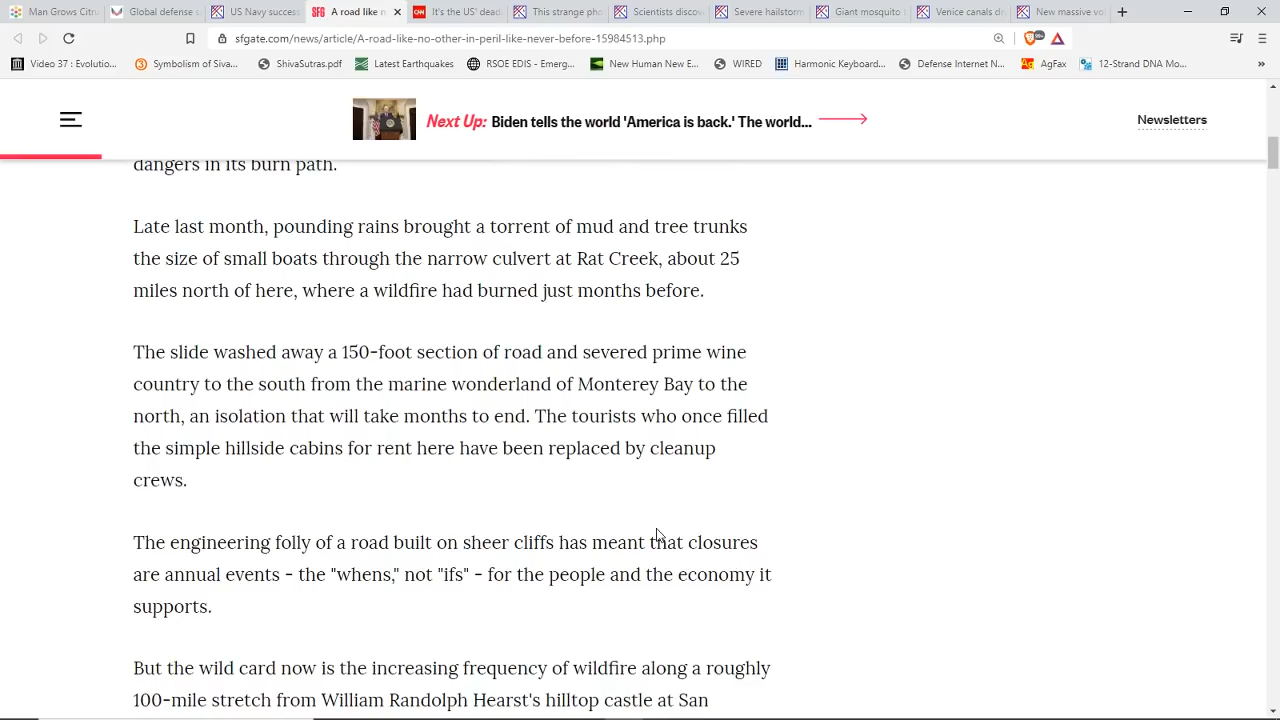 Man Grows Citru
Global defense s
US Navy success
SFG
A road like n
CNN
It's the US' deadl
This strange pho
Scientists discov
Severe hailstorm
Giant mosquito i
Venice canals dr
New massive vol
sfgate.com/news/article/A-road-like-no-other-in-peril-like-never-before-15984513.php
99+
Video 37 : Evolutio...
Symbolism of Siva...
ShivaSutras.pdf
Latest Earthquakes
RSOE EDIS - Emerg...
New Human New E...
WIRED
Harmonic Keyboard...
Defense Internet N...
Ag
AgFax
12-Strand DNA Mo...
Next Up: Biden tells the world 'America is back.' The world...
Newsletters
dangers in its burn path.
Late last month, pounding rains brought a torrent of mud and tree trunks
the size of small boats through the narrow culvert at Rat Creek, about 25
miles north of here, where a wildfire had burned just months before.
The slide washed away a 150-foot section of road and severed prime wine
country to the south from the marine wonderland of Monterey Bay to the
north, an isolation that will take months to end. The tourists who once filled
the simple hillside cabins for rent here have been replaced by cleanup
crews.
The engineering folly of a road built on sheer cliffs has meant that closures
are annual events - the "whens," not "ifs" - for the people and the economy it
supports.
But the wild card now is the increasing frequency of wildfire along a roughly
100-mile stretch from William Randolph Hearst's hilltop castle at San